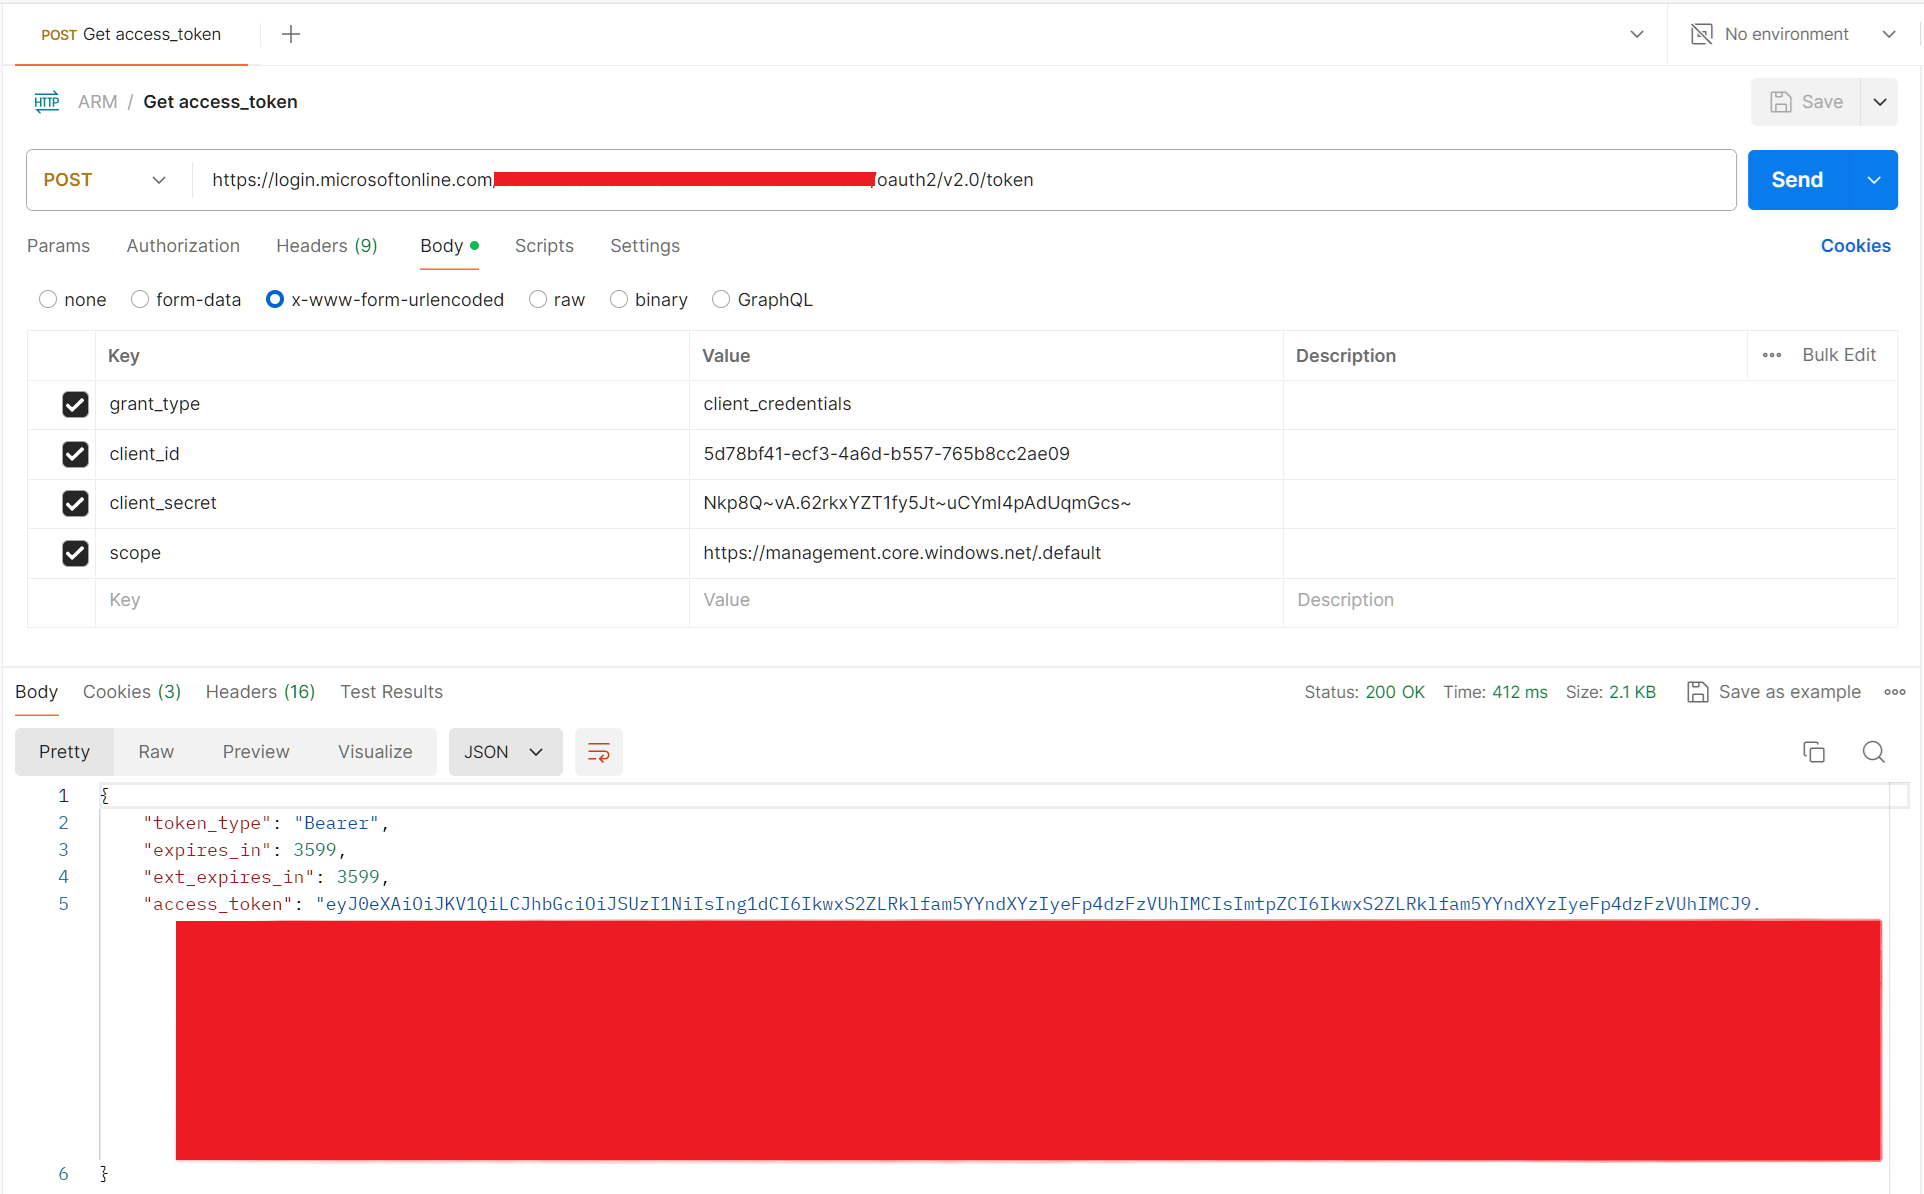 POST Get access_token
No environment
HTTP ARM / Get access_token
Save
POST https://login.microsoftonline.com/ /oauth2/v2.0/token
Send
Params Authorization Headers (9) Body Scripts Settings Cookies
none form-data x-www-form-urlencoded raw binary GraphQL
Key Value Description Bulk Edit
grant_type client_credentials
client_id 5d78bf41-ecf3-4a6d-b557-765b8cc2ae09
client_secret Nkp8Q~vA.62rkxYZT1fy5Jt~uCYmI4pAdUqmGcs~
scope https://management.core.windows.net/.default
Key Value Description
Body Cookies (3) Headers (16) Test Results Status: 200 OK Time: 412 ms Size: 2.1 KB Save as example
Pretty Raw Preview Visualize JSON
1 {
2 "token_type": "Bearer",
3 "expires_in": 3599,
4 "ext_expires_in": 3599,
5 "access_token": "eyJ0eXAiOiJKV1QiLCJhbGciOiJSUzI1NiIsIng1dCI6IkwxS2ZLRklfam5YYndXYzIyeFp4dzFzVUhIMCIsImtpZCI6IkwxS2ZLRklfam5YYndXYzIyeFp4dzFzVUhIMCJ9.
6 }